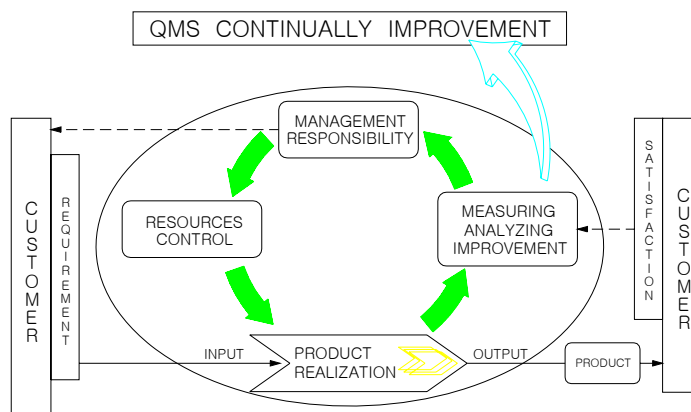 QMS CONTINUALLY IMPROVEMENT
MANAGEMENT
RESPONSIBILITY
CUSTOMER
REQUIREMENT
RESOURCES
CONTROL
MEASURING
ANALYZING
IMPROVEMENT
SATISFACTION
CUSTOMER
INPUT
PRODUCT
REALIZATION
OUTPUT
PRODUCT